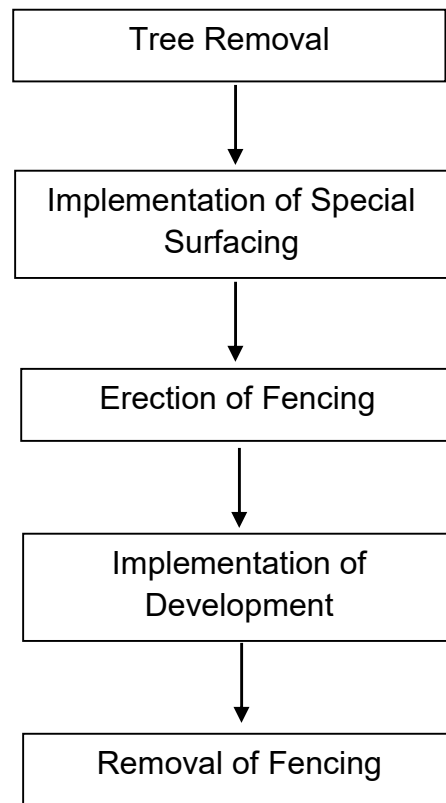 Tree Removal
Implementation of Special
Surfacing
Erection of Fencing
Implementation of
Development
Removal of Fencing